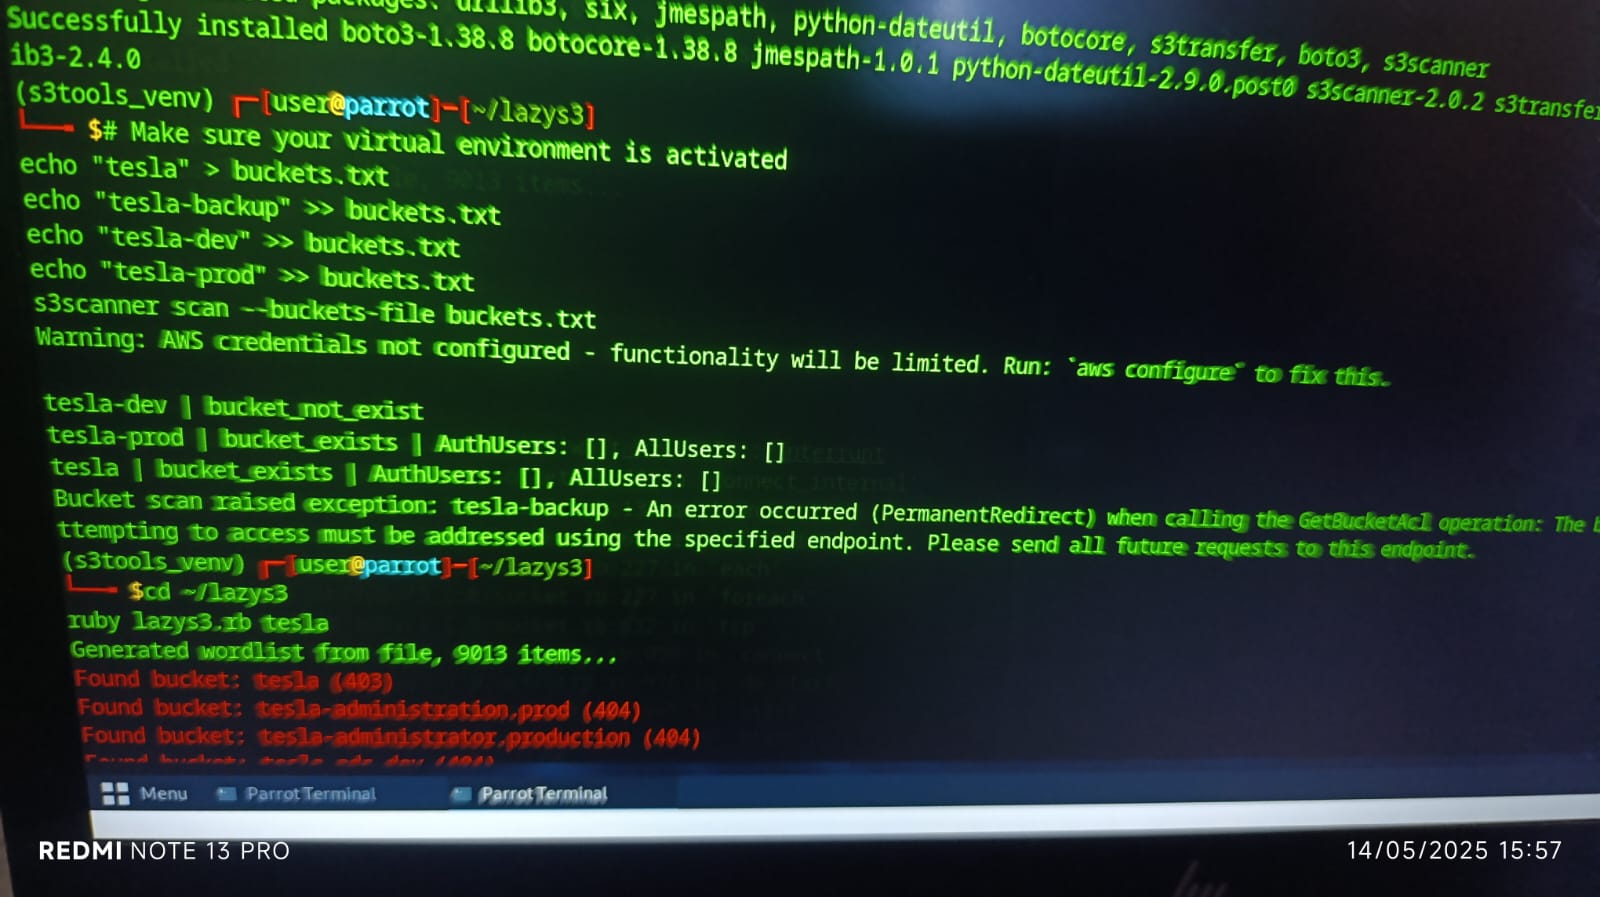 packages: urllib3, six, jmespath, python-dateutil, botocore, s3transfer, boto3, s3scanner
Successfully installed boto3-1.38.8 botocore-1.38.8 jmespath-1.0.1 python-dateutil-2.9.0.post0 s3scanner-2.0.2 s3transfer
ib3-2.4.0
(s3tools_venv) ┌─[user@parrot]─[~/lazys3]
└──╼ $# Make sure your virtual environment is activated
echo "tesla" > buckets.txt
echo "tesla-backup" >> buckets.txt
echo "tesla-dev" >> buckets.txt
echo "tesla-prod" >> buckets.txt
s3scanner scan --buckets-file buckets.txt
Warning: AWS credentials not configured - functionality will be limited. Run: `aws configure` to fix this.
tesla-dev | bucket_not_exist
tesla-prod | bucket_exists | AuthUsers: [], AllUsers: []
tesla | bucket_exists | AuthUsers: [], AllUsers: []
Bucket scan raised exception: tesla-backup - An error occurred (PermanentRedirect) when calling the GetBucketAcl operation: The b
ttempting to access must be addressed using the specified endpoint. Please send all future requests to this endpoint.
(s3tools_venv) ┌─[user@parrot]─[~/lazys3]
└──╼ $cd ~/lazys3
ruby lazys3.rb tesla
Generated wordlist from file, 9013 items...
Found bucket: tesla (403)
Found bucket: tesla-administration.prod (404)
Found bucket: tesla-administrator.production (404)
Menu Parrot Terminal Parrot Terminal
REDMI NOTE 13 PRO 14/05/2025 15:57
hp